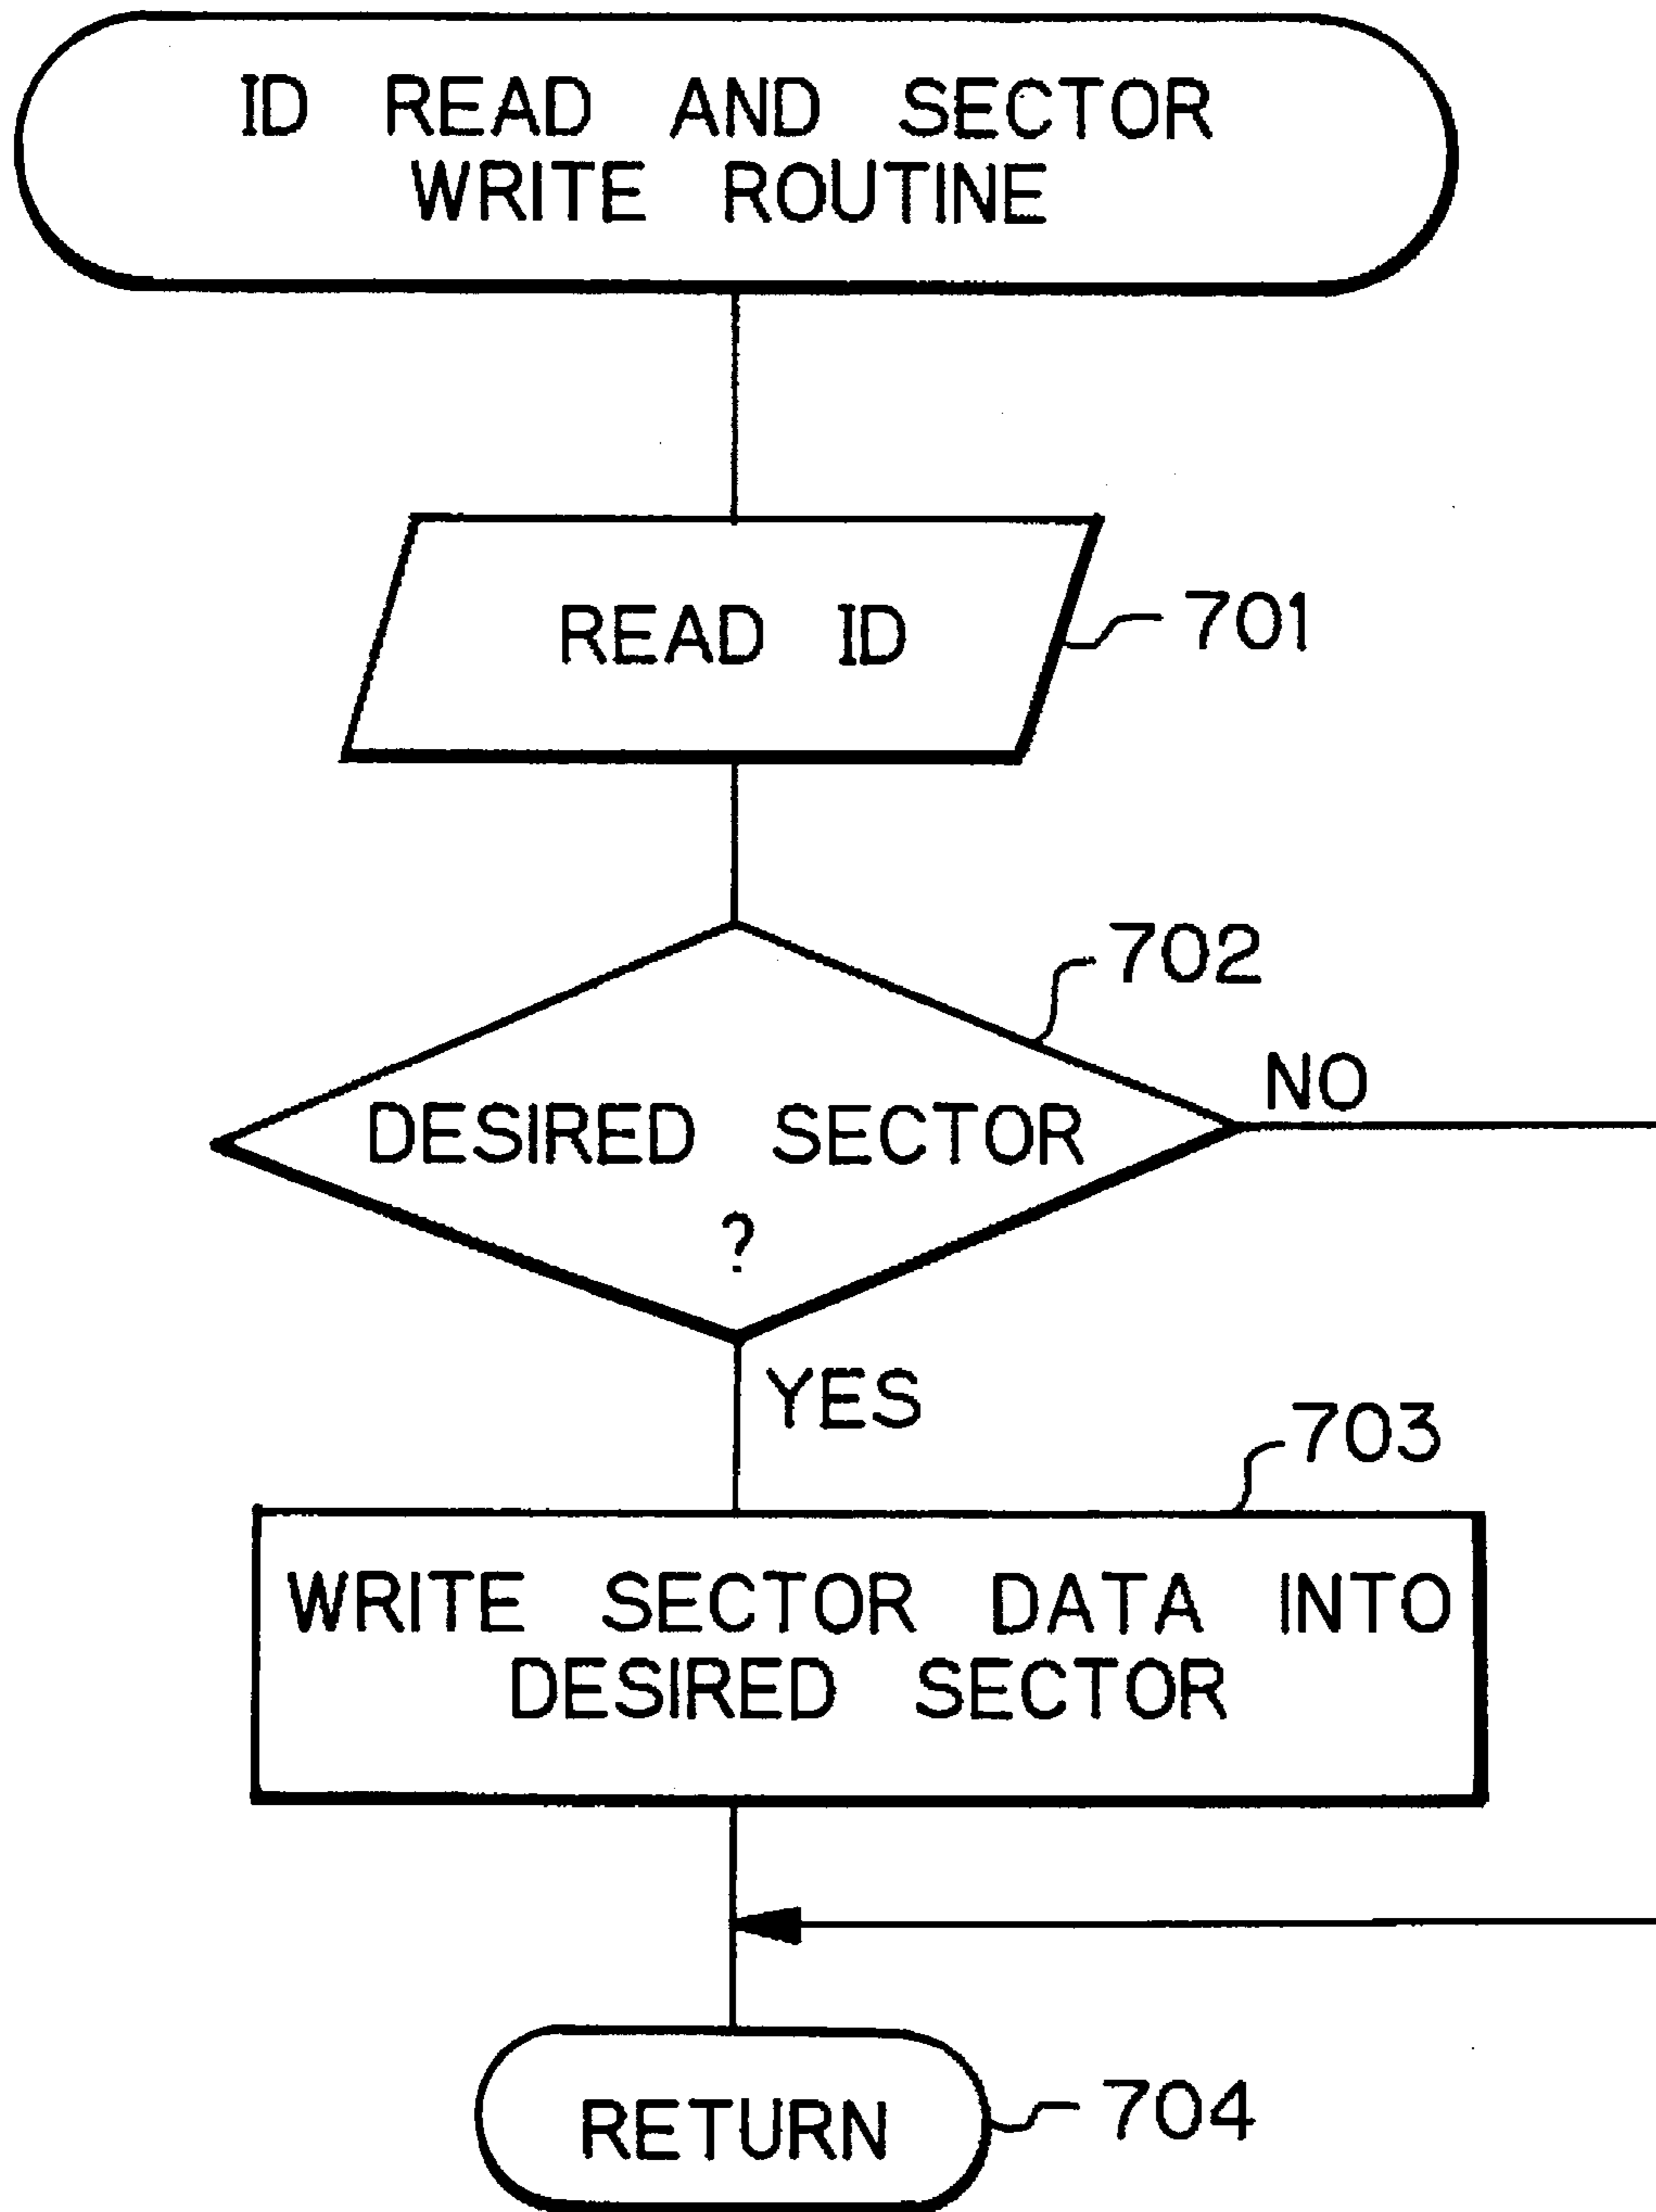 ID READ AND SECTOR
WRITE ROUTINE
READ ID
701
702
NO
DESIRED SECTOR
?
YES
703
WRITE SECTOR DATA INTO
DESIRED SECTOR
RETURN
704